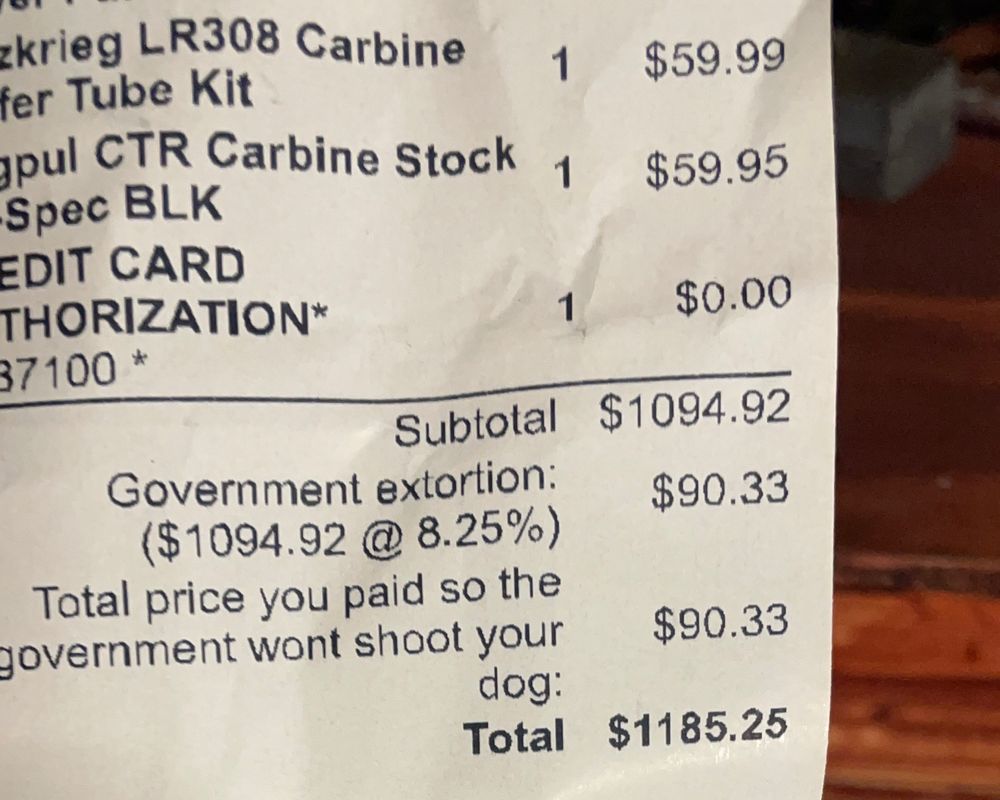 zkrieg LR308 Carbine 1 $59.99
fer Tube Kit
gpul CTR Carbine Stock 1 $59.95
-Spec BLK
EDIT CARD
THORIZATION* 1 $0.00
37100 *
Subtotal $1094.92
Government extortion: $90.33
($1094.92 @ 8.25%)
Total price you paid so the
government wont shoot your $90.33
dog:
Total $1185.25